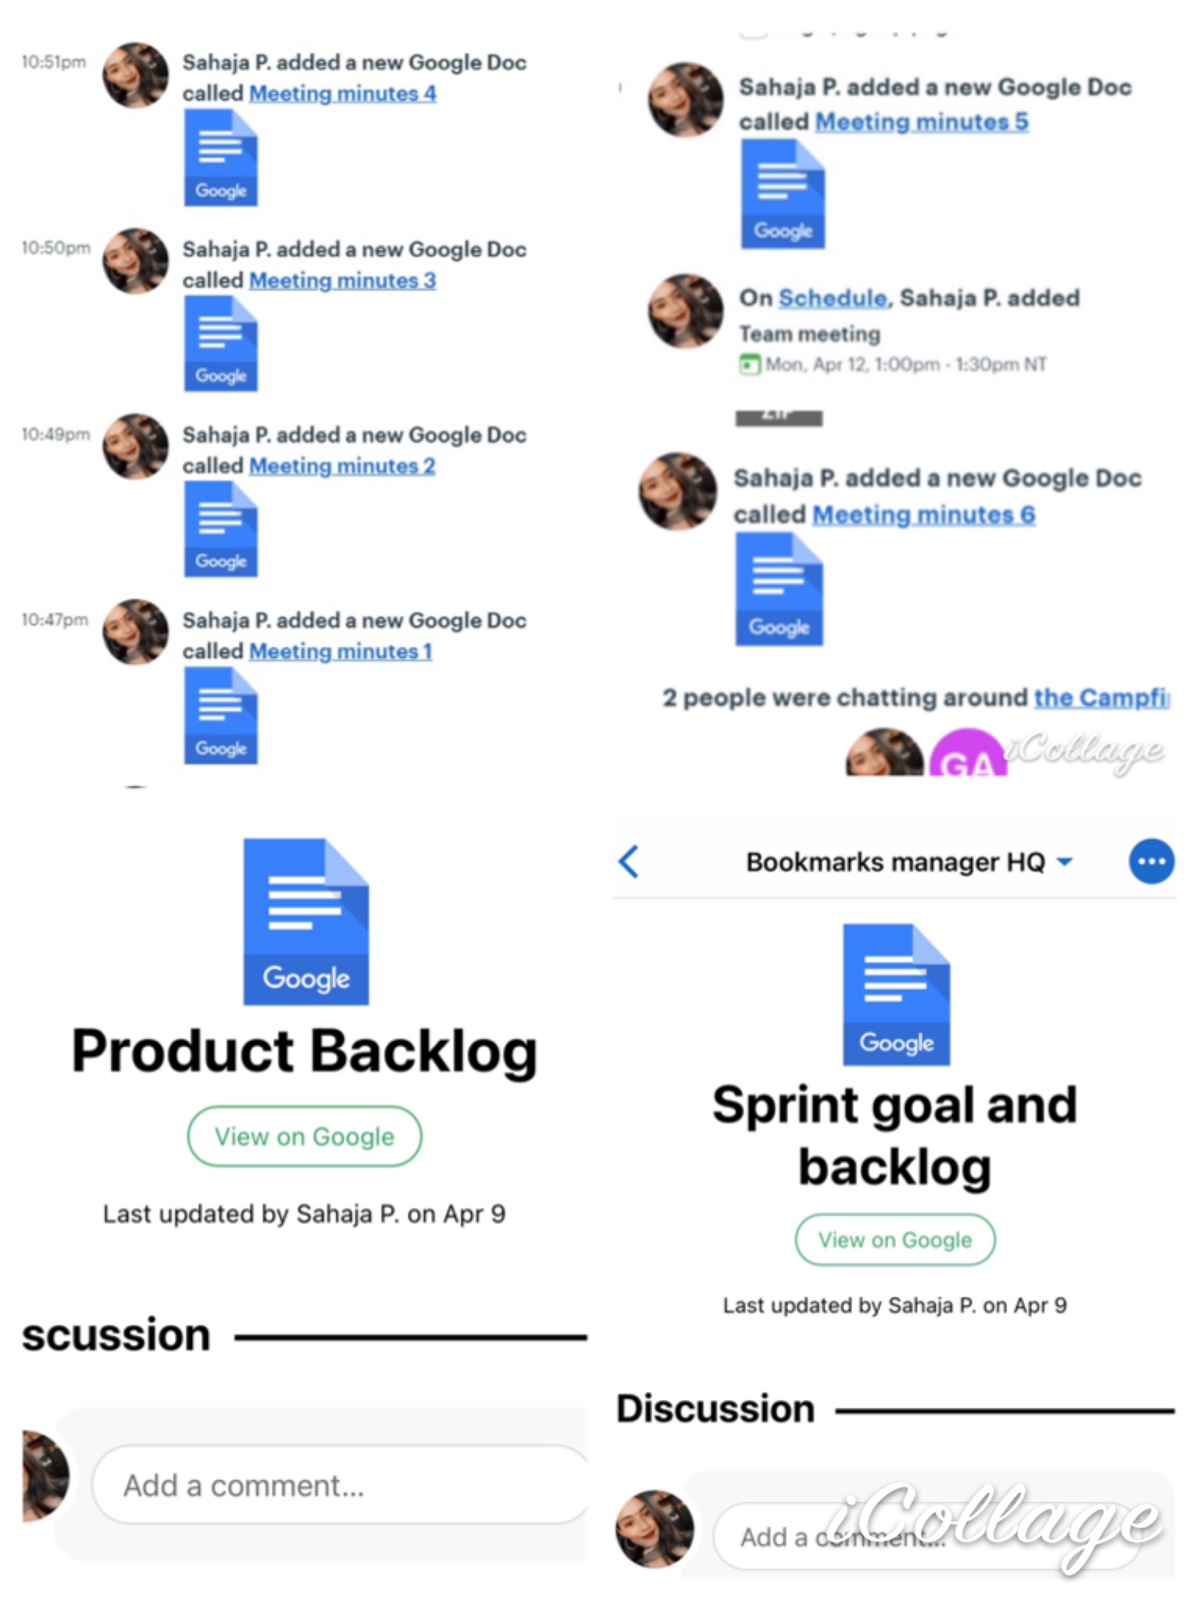 10:51pm
Sahaja P. added a new Google Doc
called Meeting minutes 4
Google
10:50pm
Sahaja P. added a new Google Doc
called Meeting minutes 3
Google
10:49pm
Sahaja P. added a new Google Doc
called Meeting minutes 2
Google
10:47pm
Sahaja P. added a new Google Doc
called Meeting minutes 1
Google
Sahaja P. added a new Google Doc
called Meeting minutes 5
Google
On Schedule, Sahaja P. added
Team meeting
Mon, Apr 12, 1:00pm - 1:30pm NT
ZIP
Sahaja P. added a new Google Doc
called Meeting minutes 6
Google
2 people were chatting around the Campfi
GA
iCollage
Google
Product Backlog
View on Google
Last updated by Sahaja P. on Apr 9
scussion
Add a comment...
Bookmarks manager HQ
Google
Sprint goal and
backlog
View on Google
Last updated by Sahaja P. on Apr 9
Discussion
Add a comment...
iCollage